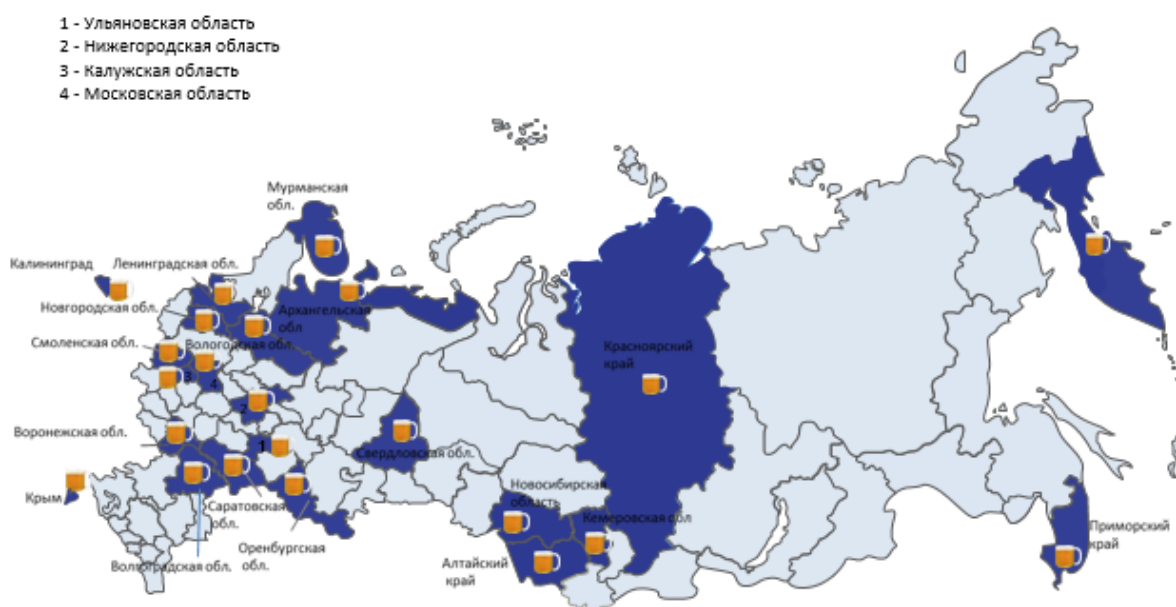 1 - Ульяновская область
2 - Нижегородская область
3 - Калужская область
4 - Московская область
Мурманская
обл.
Калининград
Ленинградская обл.
Новгородская обл.
Архангельская
обл
Смоленская обл.
Вологодская обл.
3
4
Красноярский
край
2
Воронежская обл.
1
Свердловская обл.
Крым
Саратовская
обл.
Оренбургская
обл.
Волгоградская обл.
Новосибирская
область
Кемеровская обл
Алтайский
край
Приморский
край